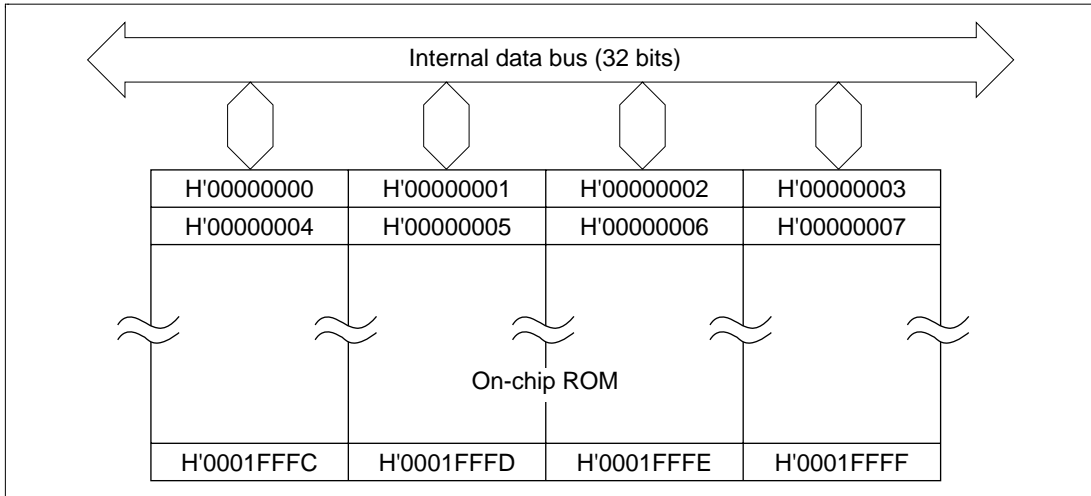 Internal data bus (32 bits)
H'00000000 H'00000001 H'00000002 H'00000003
H'00000004 H'00000005 H'00000006 H'00000007
On-chip ROM
H'0001FFFC H'0001FFFD H'0001FFFE H'0001FFFF